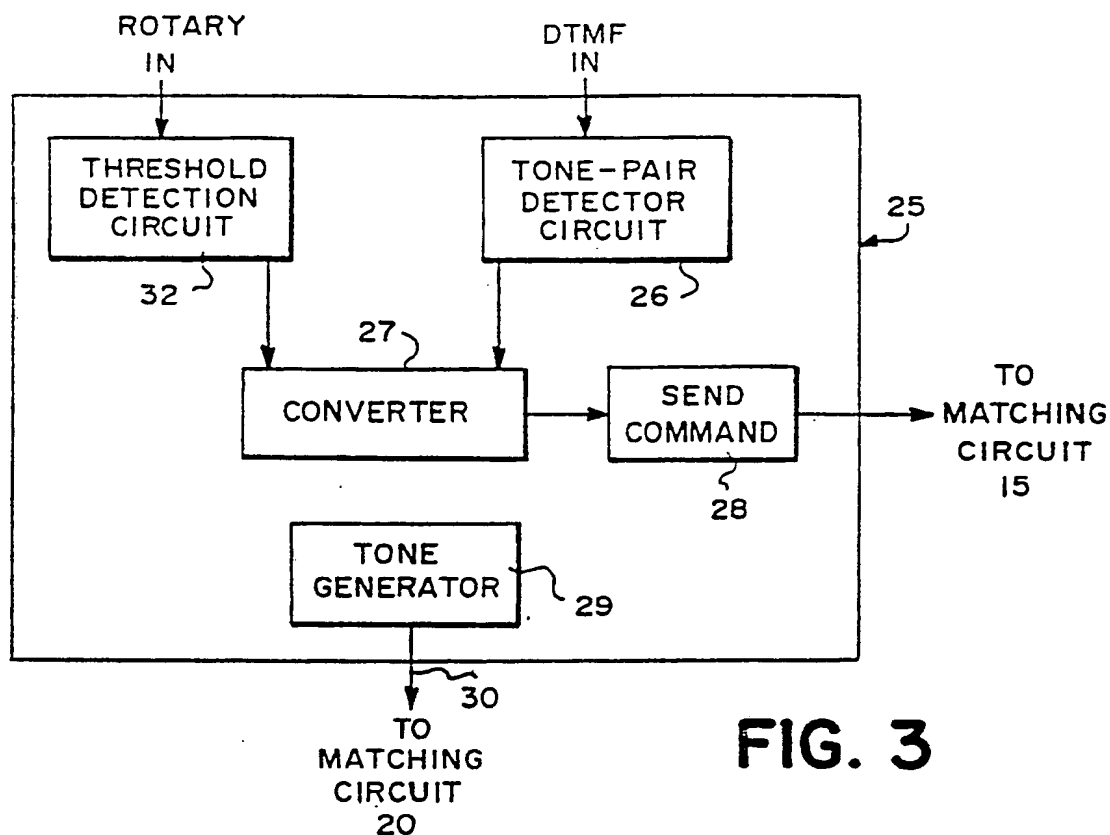 ROTARY
IN
DTMF
IN
THRESHOLD
DETECTION
CIRCUIT
32
TONE-PAIR
DETECTOR
CIRCUIT
26
25
27
CONVERTER
SEND
COMMAND
28
TO
MATCHING
CIRCUIT
15
TONE
GENERATOR
29
30
TO
MATCHING
CIRCUIT
20
FIG. 3